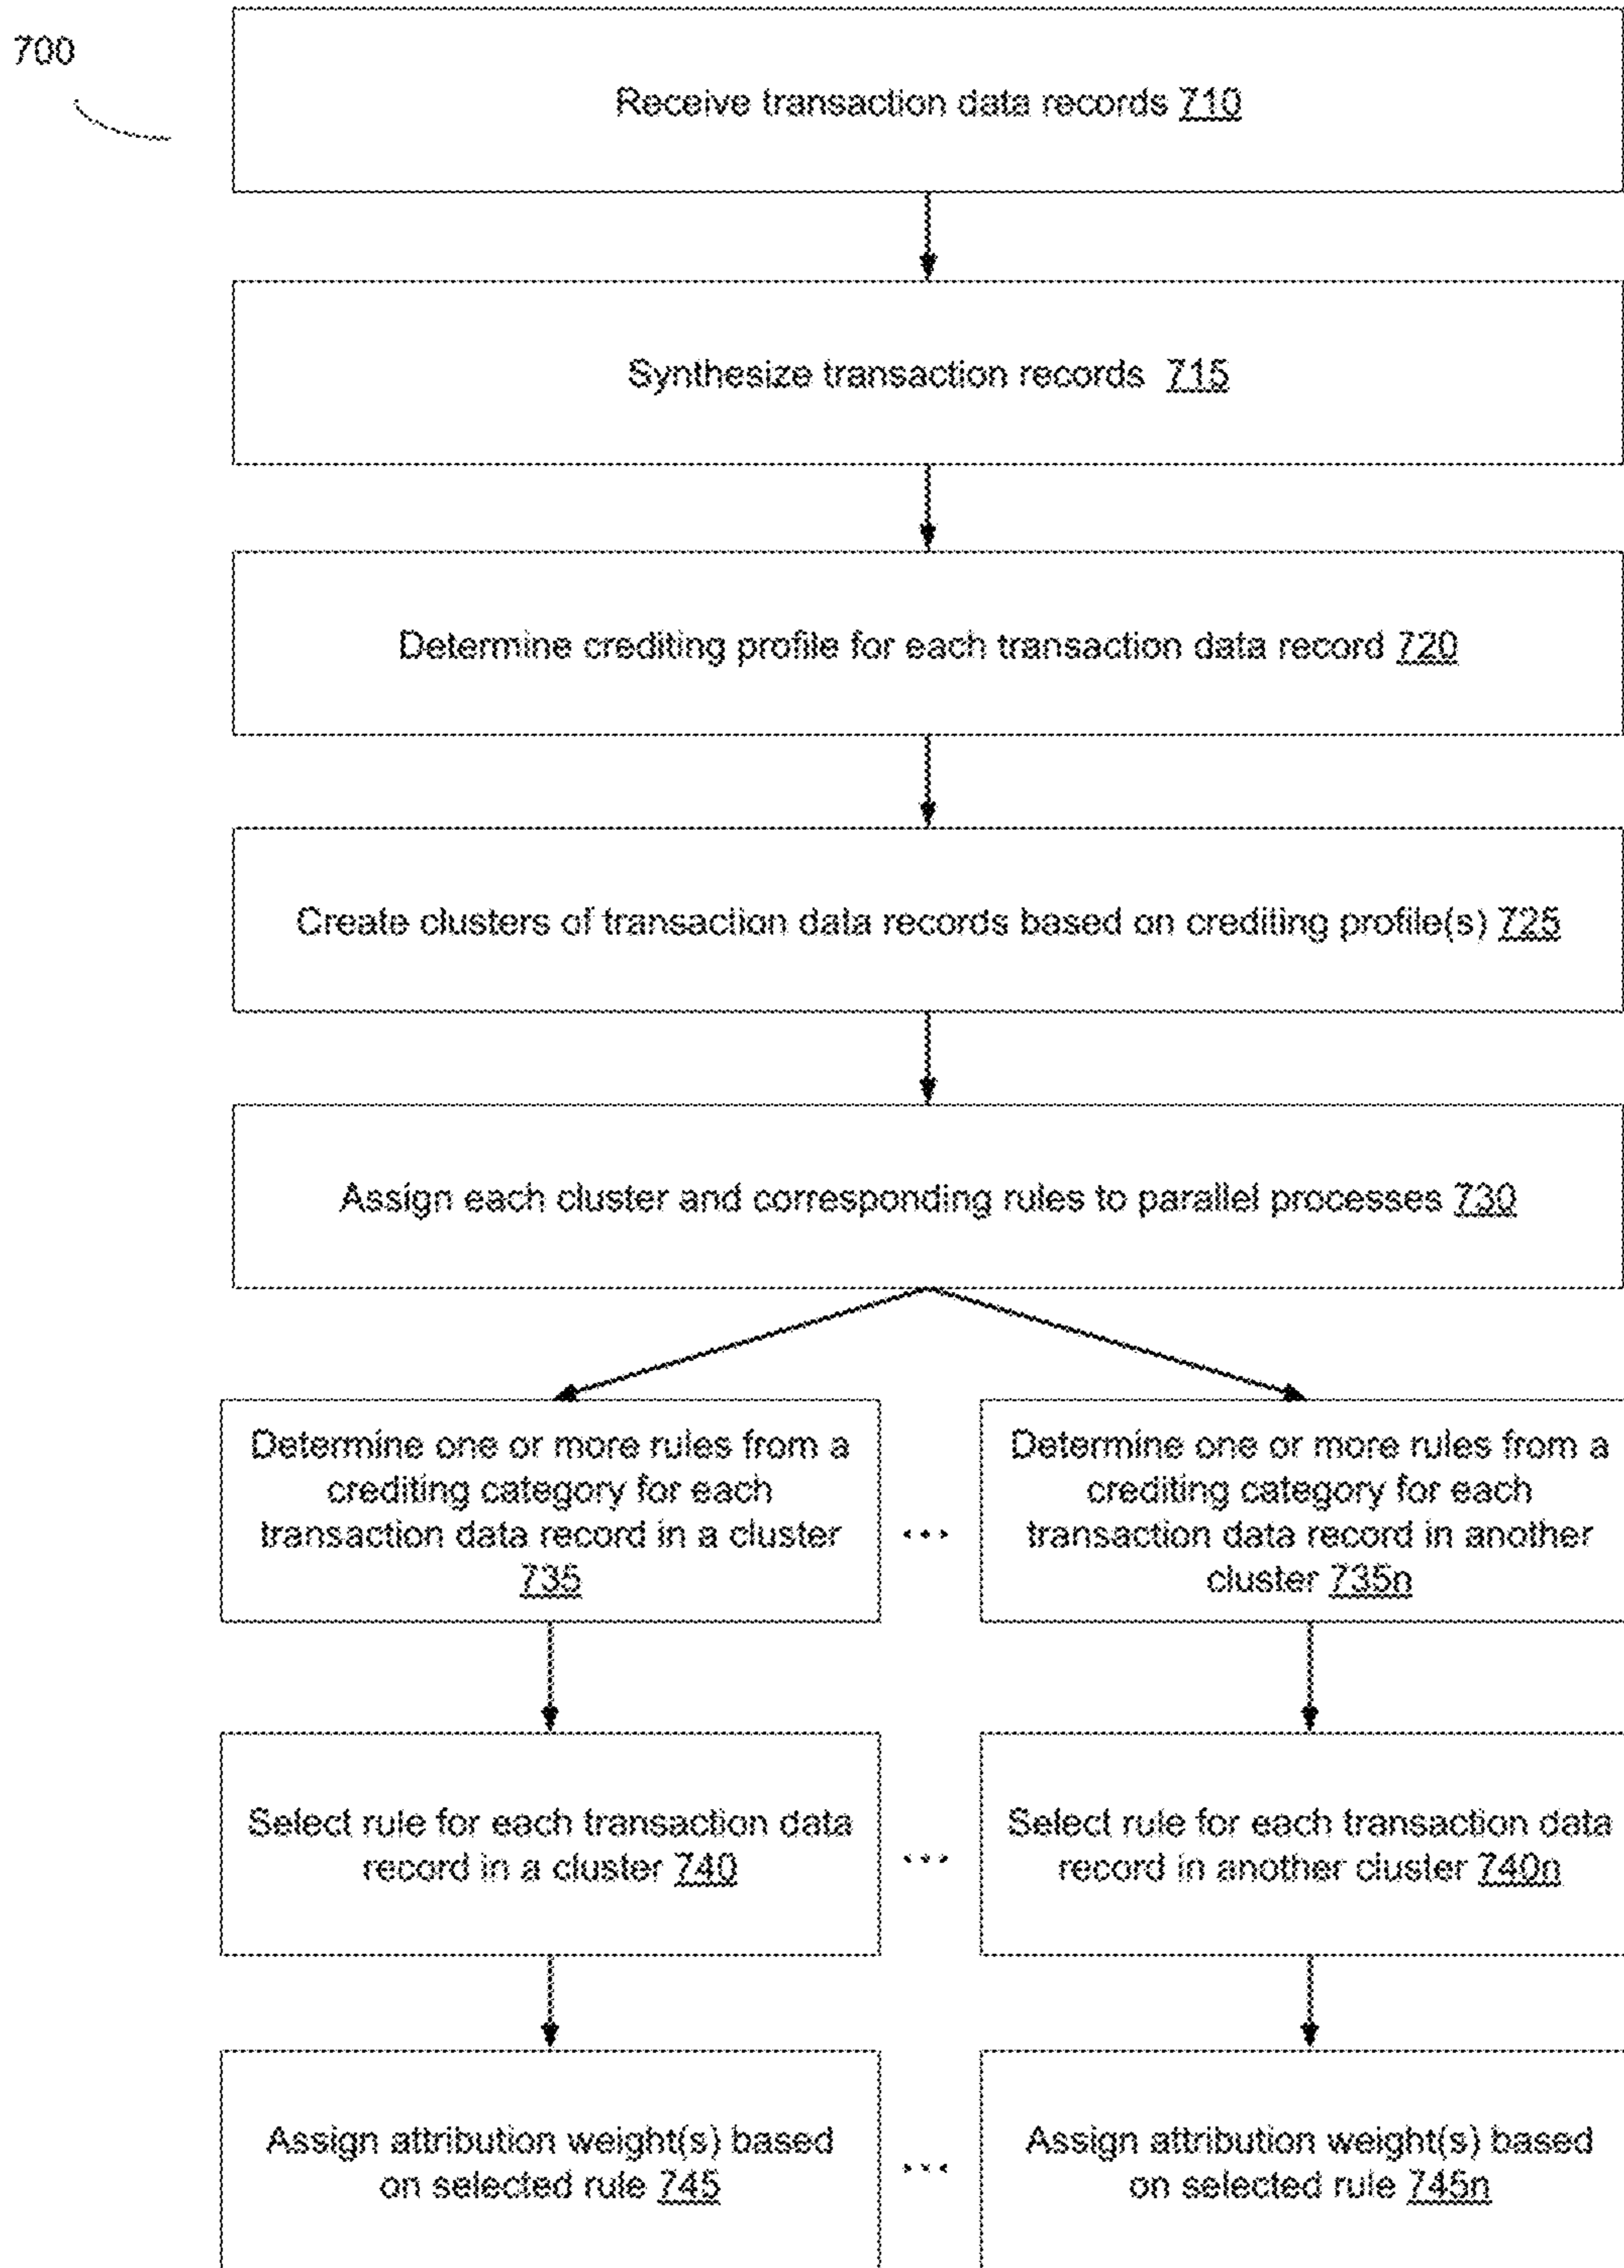 700
Receive transaction data records 710
Synthesize transaction records 715
Determine crediting profile for each transaction data record 720
Create clusters of transaction data records based on crediting profile(s) 725
Assign each cluster and corresponding rules to parallel processes 730
Determine one or more rules from a
crediting category for each
transaction data record in a cluster
735
...
Determine one or more rules from a
crediting category for each
transaction data record in another
cluster 735n
Select rule for each transaction data
record in a cluster 740
...
Select rule for each transaction data
record in another cluster 740n
Assign attribution weight(s) based
on selected rule 745
...
Assign attribution weight(s) based
on selected rule 745n